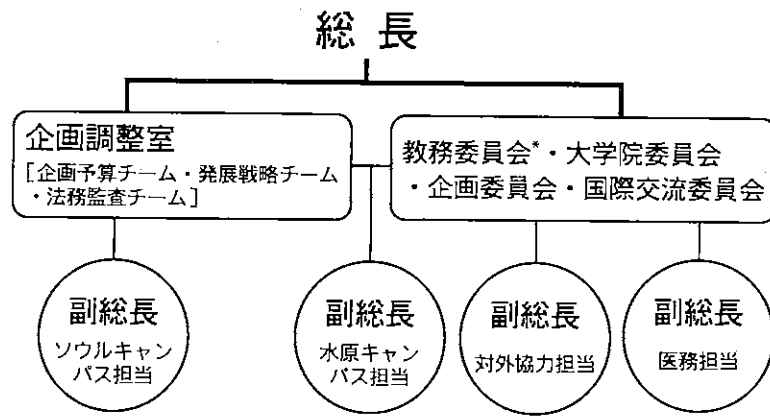 総 長
企画調整室
［企画予算チーム・発展戦略チーム
・法務監査チーム］
教務委員会*・大学院委員会
・企画委員会・国際交流委員会
副総長
ソウルキャン
パス担当
副総長
水原キャン
パス担当
副総長
対外協力担当
副総長
医務担当